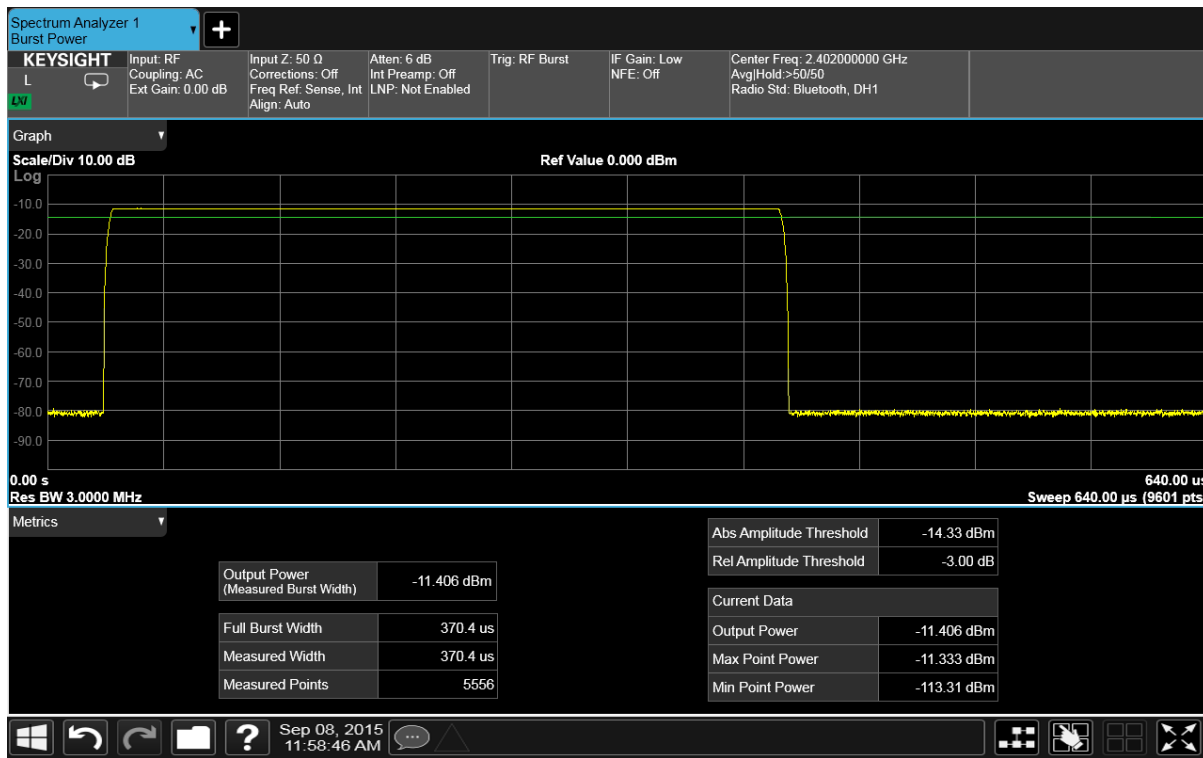 Spectrum Analyzer 1
Burst Power
KEYSIGHT
L
LXI
Input: RF
Coupling: AC
Ext Gain: 0.00 dB
Input Z: 50 Ω
Corrections: Off
Freq Ref: Sense, Int
Align: Auto
Atten: 6 dB
Int Preamp: Off
LNP: Not Enabled
Trig: RF Burst
IF Gain: Low
NFE: Off
Center Freq: 2.402000000 GHz
Avg|Hold:>50/50
Radio Std: Bluetooth, DH1
Graph
Scale/Div 10.00 dB
Ref Value 0.000 dBm
Log
-10.0
-20.0
-30.0
-40.0
-50.0
-60.0
-70.0
-80.0
-90.0
0.00 s
640.00 us
Res BW 3.0000 MHz
Sweep 640.00 µs (9601 pts
Metrics
Output Power
(Measured Burst Width)
-11.406 dBm
Full Burst Width 370.4 us
Measured Width 370.4 us
Measured Points 5556
Abs Amplitude Threshold -14.33 dBm
Rel Amplitude Threshold -3.00 dB
Current Data
Output Power -11.406 dBm
Max Point Power -11.333 dBm
Min Point Power -113.31 dBm
?
Sep 08, 2015
11:58:46 AM